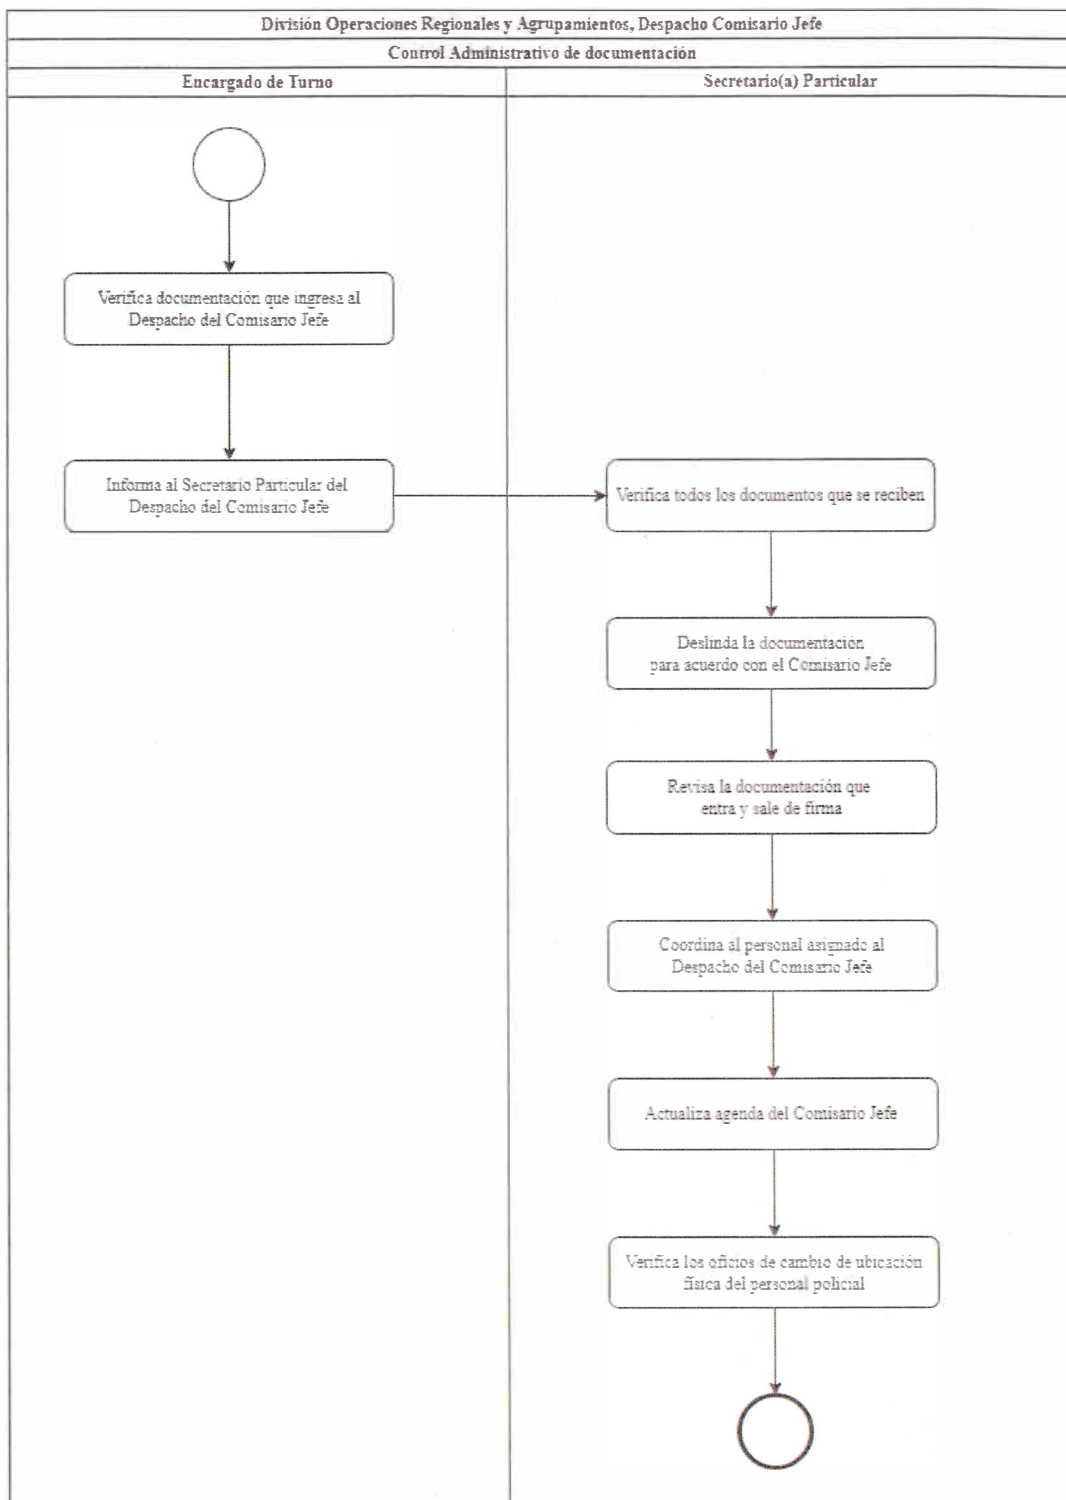 División Operaciones Regionales y Agrupamientos, Despacho Comisario Jefe
Control Administrativo de documentación
Encargado de Turno
Secretario(a) Particular
Verifica documentación que ingresa al
Despacho del Comisario Jefe
Informa al Secretario Particular del
Despacho del Comisario Jefe
Verifica todos los documentos que se reciben
Deslinda la documentación
para acuerdo con el Comisario Jefe
Revisa la documentación que
entra y sale de firma
Coordina al personal asignado al
Despacho del Comisario Jefe
Actualiza agenda del Comisario Jefe
Verifica los oficios de cambio de ubicación
física del personal policial